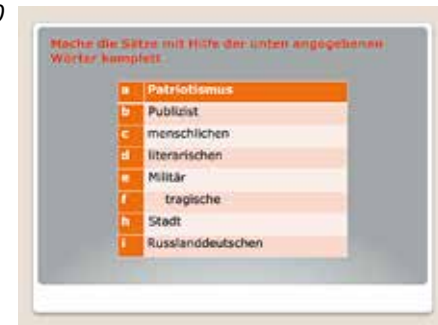 Mache die Sätze mit Hilfe der unten angegebenen
Wörter komplett
a Patriotismus
b Publizist
c menschlichen
d literarischen
e Militär
f tragische
h Stadt
i Russlanddeutschen